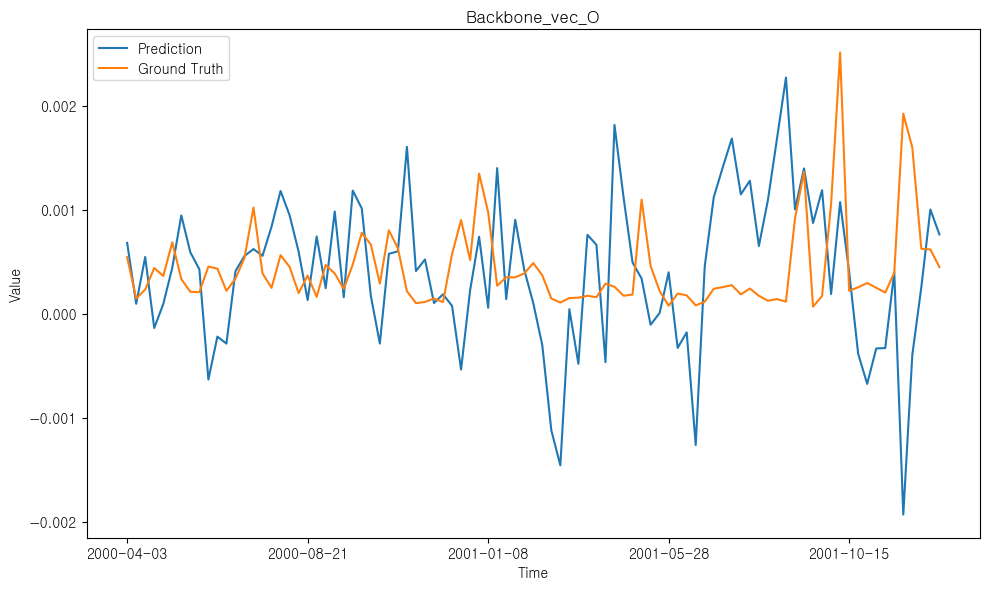 Backbone_vec_O
Prediction
Ground Truth
0.002
0.001
0.000
−0.001
−0.002
Value
2000−04−03
2000−08−21
2001−01−08
2001−05−28
2001−10−15
Time